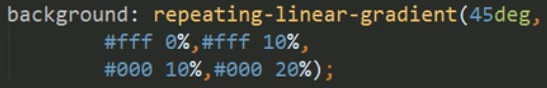 background: repeating-linear-gradient(45deg,
#fff 0%,#fff 10%,
#000 10%,#000 20%);